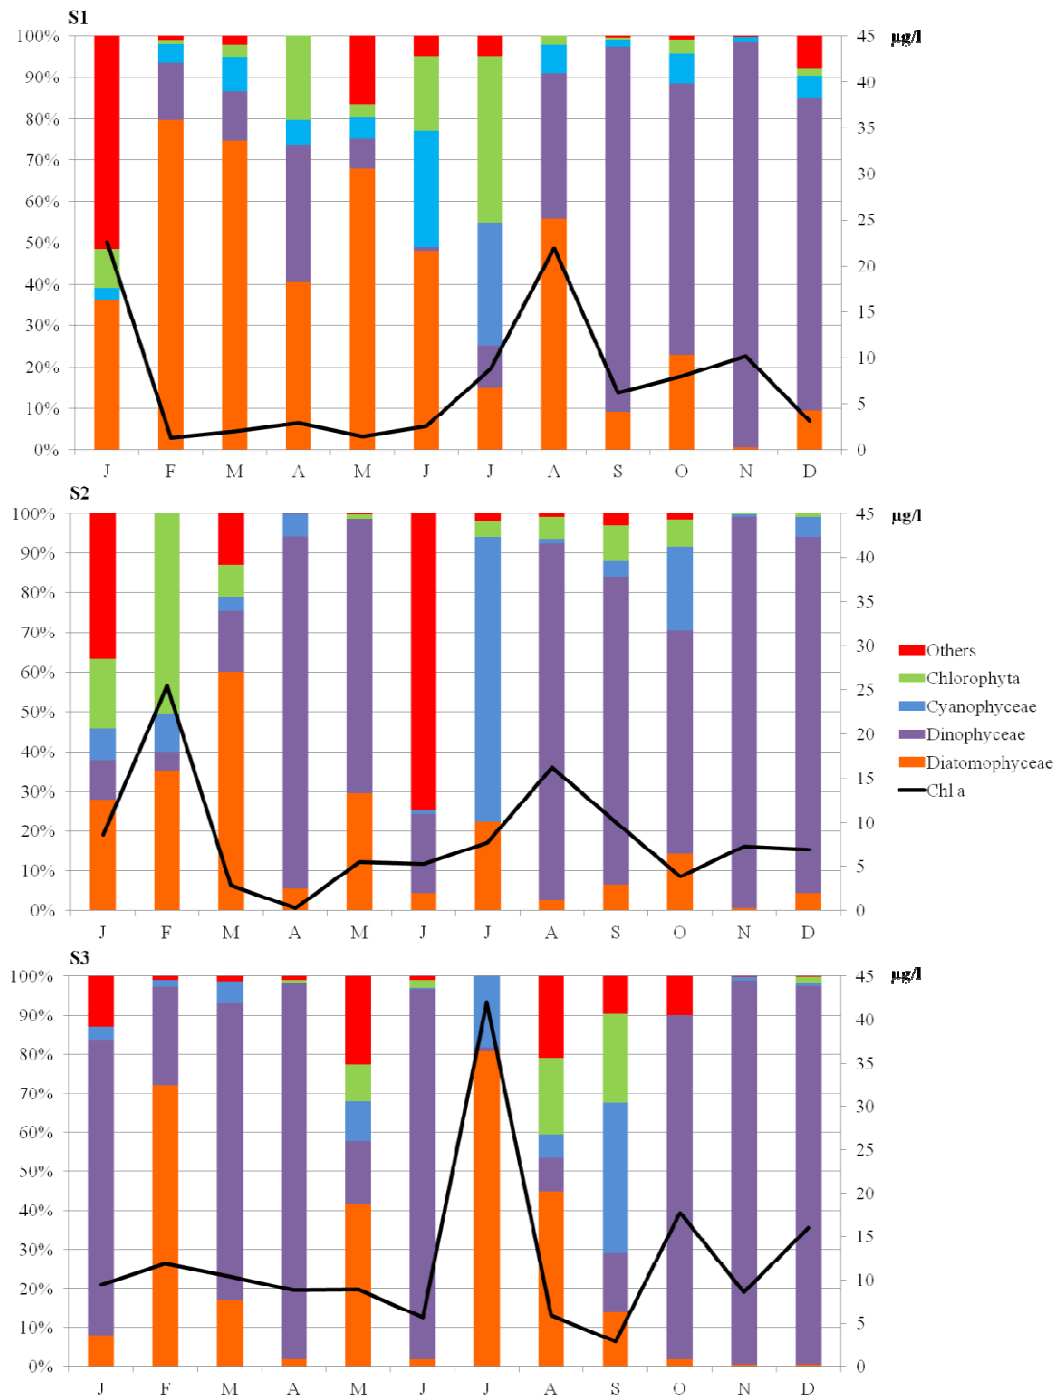 S1
100% 45 µg/l
90% 40
80% 35
70% 30
60% 25
50% 20
40% 15
30% 10
20% 5
10% 0
0%
J F M A M J J A S O N D
S2
100% 45 µg/l
90% 40
80% 35
70% 30
60% 25
50% 20
40% 15
30% 10
20% 5
10% 0
0%
J F M A M J J A S O N D
Others
Chlorophyta
Cyanophyceae
Dinophyceae
Diatomophyceae
Chl a
S3
100% 45 µg/l
90% 40
80% 35
70% 30
60% 25
50% 20
40% 15
30% 10
20% 5
10% 0
0%
J F M A M J J A S O N D